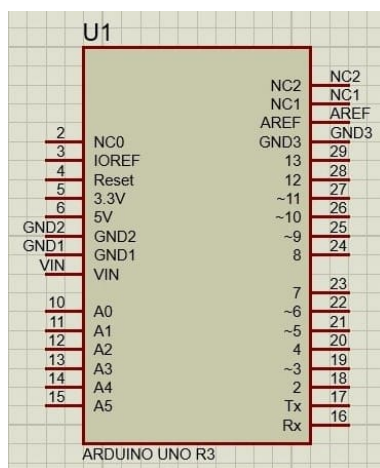 U1
NC2 NC2
NC1 NC1
AREF AREF
2 NC0 GND3 GND3
3 IOREF 13 29
4 Reset 12 28
5 3.3V ~11 27
6 5V ~10 26
GND2 GND2 ~9 25
GND1 GND1 8 24
VIN VIN
7 23
10 A0 ~6 22
11 A1 ~5 21
12 A2 4 20
13 A3 ~3 19
14 A4 2 18
15 A5 Tx 17
Rx 16
ARDUINO UNO R3